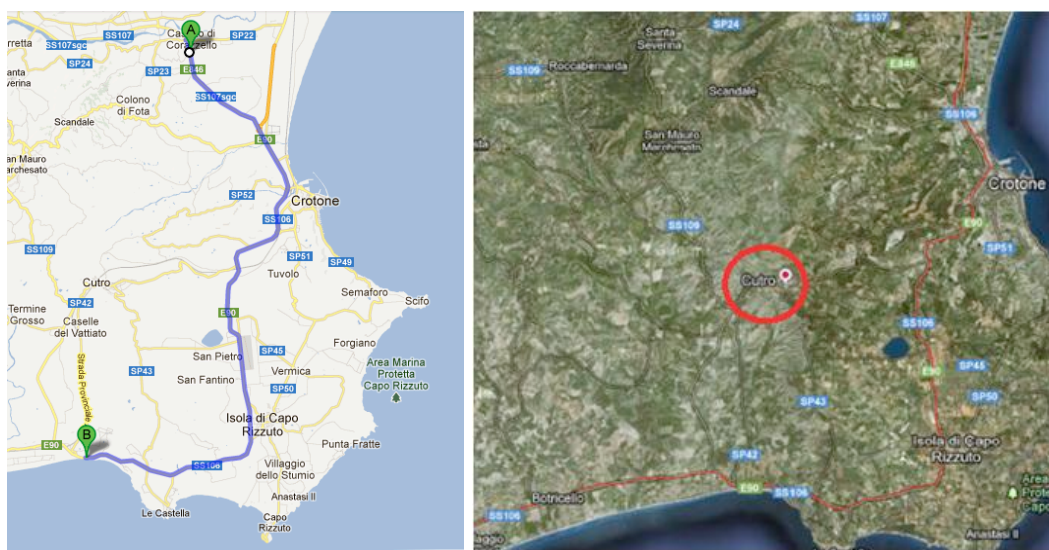 SS107
A
Castello di
SP22
SS107
SS107sgc
SP24
E846
SP23
SS107sgc
Colono
di Fota
Scandale
E90
San Mauro
SP52
Crotone
SS106
SS109
SP51
SP49
Tuvolo
Cutro
Semaforo
Scifo
SP42
Termine
Grosso
Caselle
del Vattiato
E90
Forgiano
San Pietro
SP45
Area Marina
Protetta
Capo Rizzuto
SP43
San Fantino
Vermica
SP50
Strada Provinciale
Isola di Capo
Rizzuto
B
E90
Punta Fratte
SS106
Villaggio
dello Stumio
Anastasi II
Le Castella
Capo
Rizzuto
SP24
SS107
Santa
Severina
Roccabernarda
E846
SS109
Scandale
SS106
San Mauro
Marchesato
Crotone
SS109
E90
SP51
Cutro
SS106
SP45
E90
SP43
SP50
Isola di Capo
Rizzuto
SP42
E90
SS106
Botricello
SS106
Area
Prote
Capo
Anastasi II